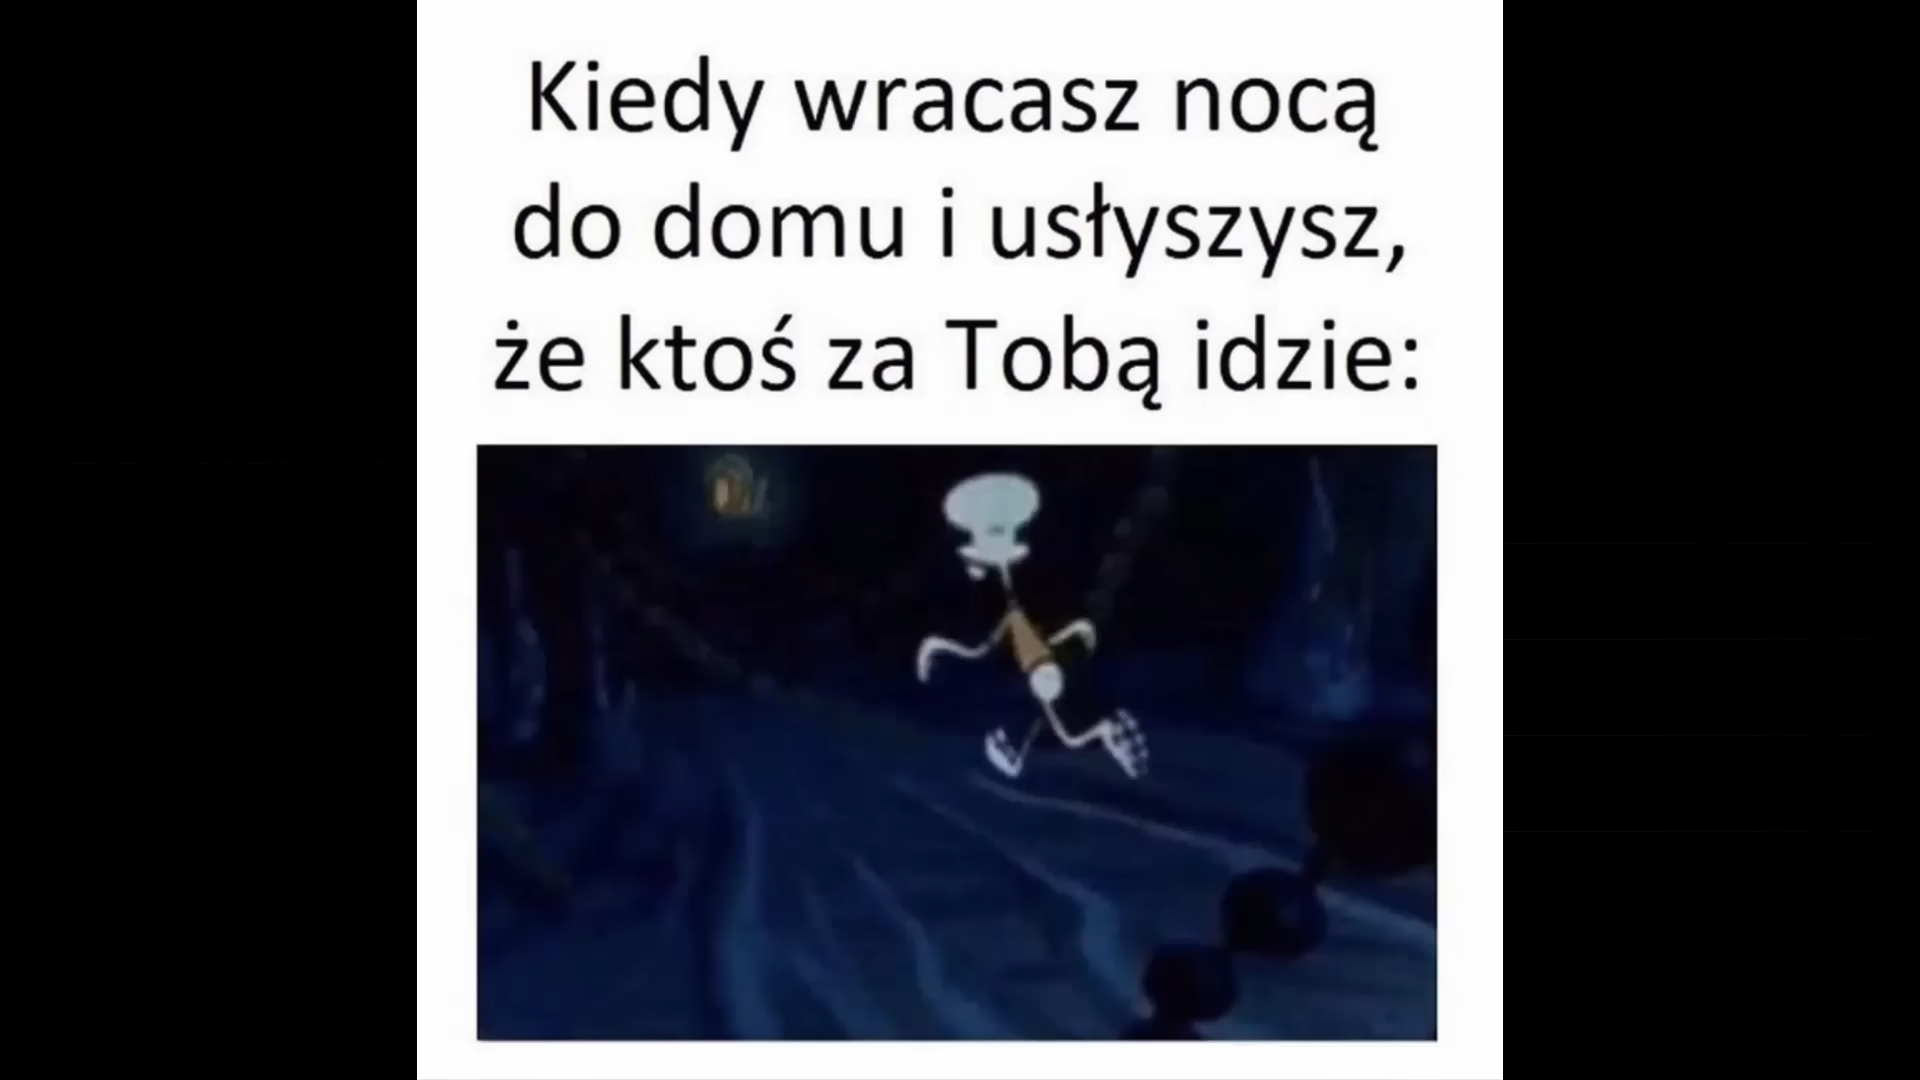 Kiedy wracasz nocą
do domu i usłyszysz,
że ktoś za Tobą idzie: